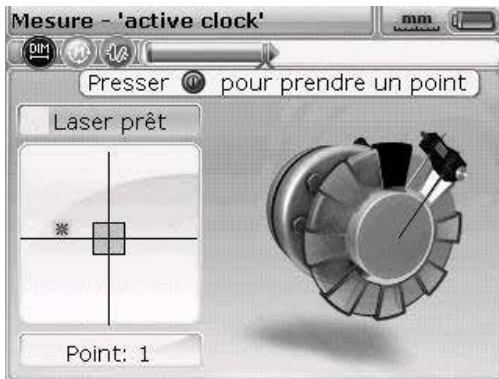 Mesure - 'active clock'
mm
DIM
Presser pour prendre un point
Laser prêt
Point: 1